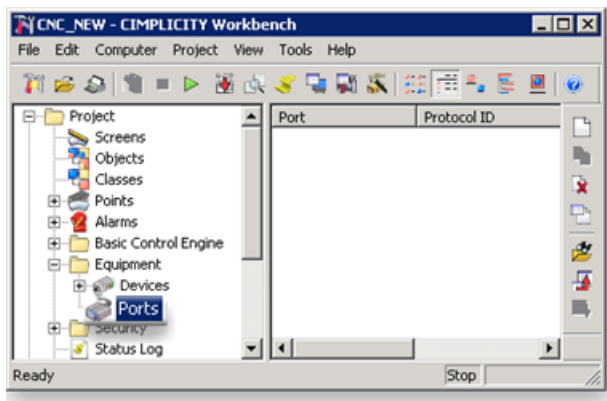 CNC_NEW - CIMPLICITY Workbench
File Edit Computer Project View Tools Help
Project
Screens
Objects
Classes
Points
Alarms
Basic Control Engine
Equipment
Devices
Ports
Security
Status Log
Port Protocol ID
Ready Stop